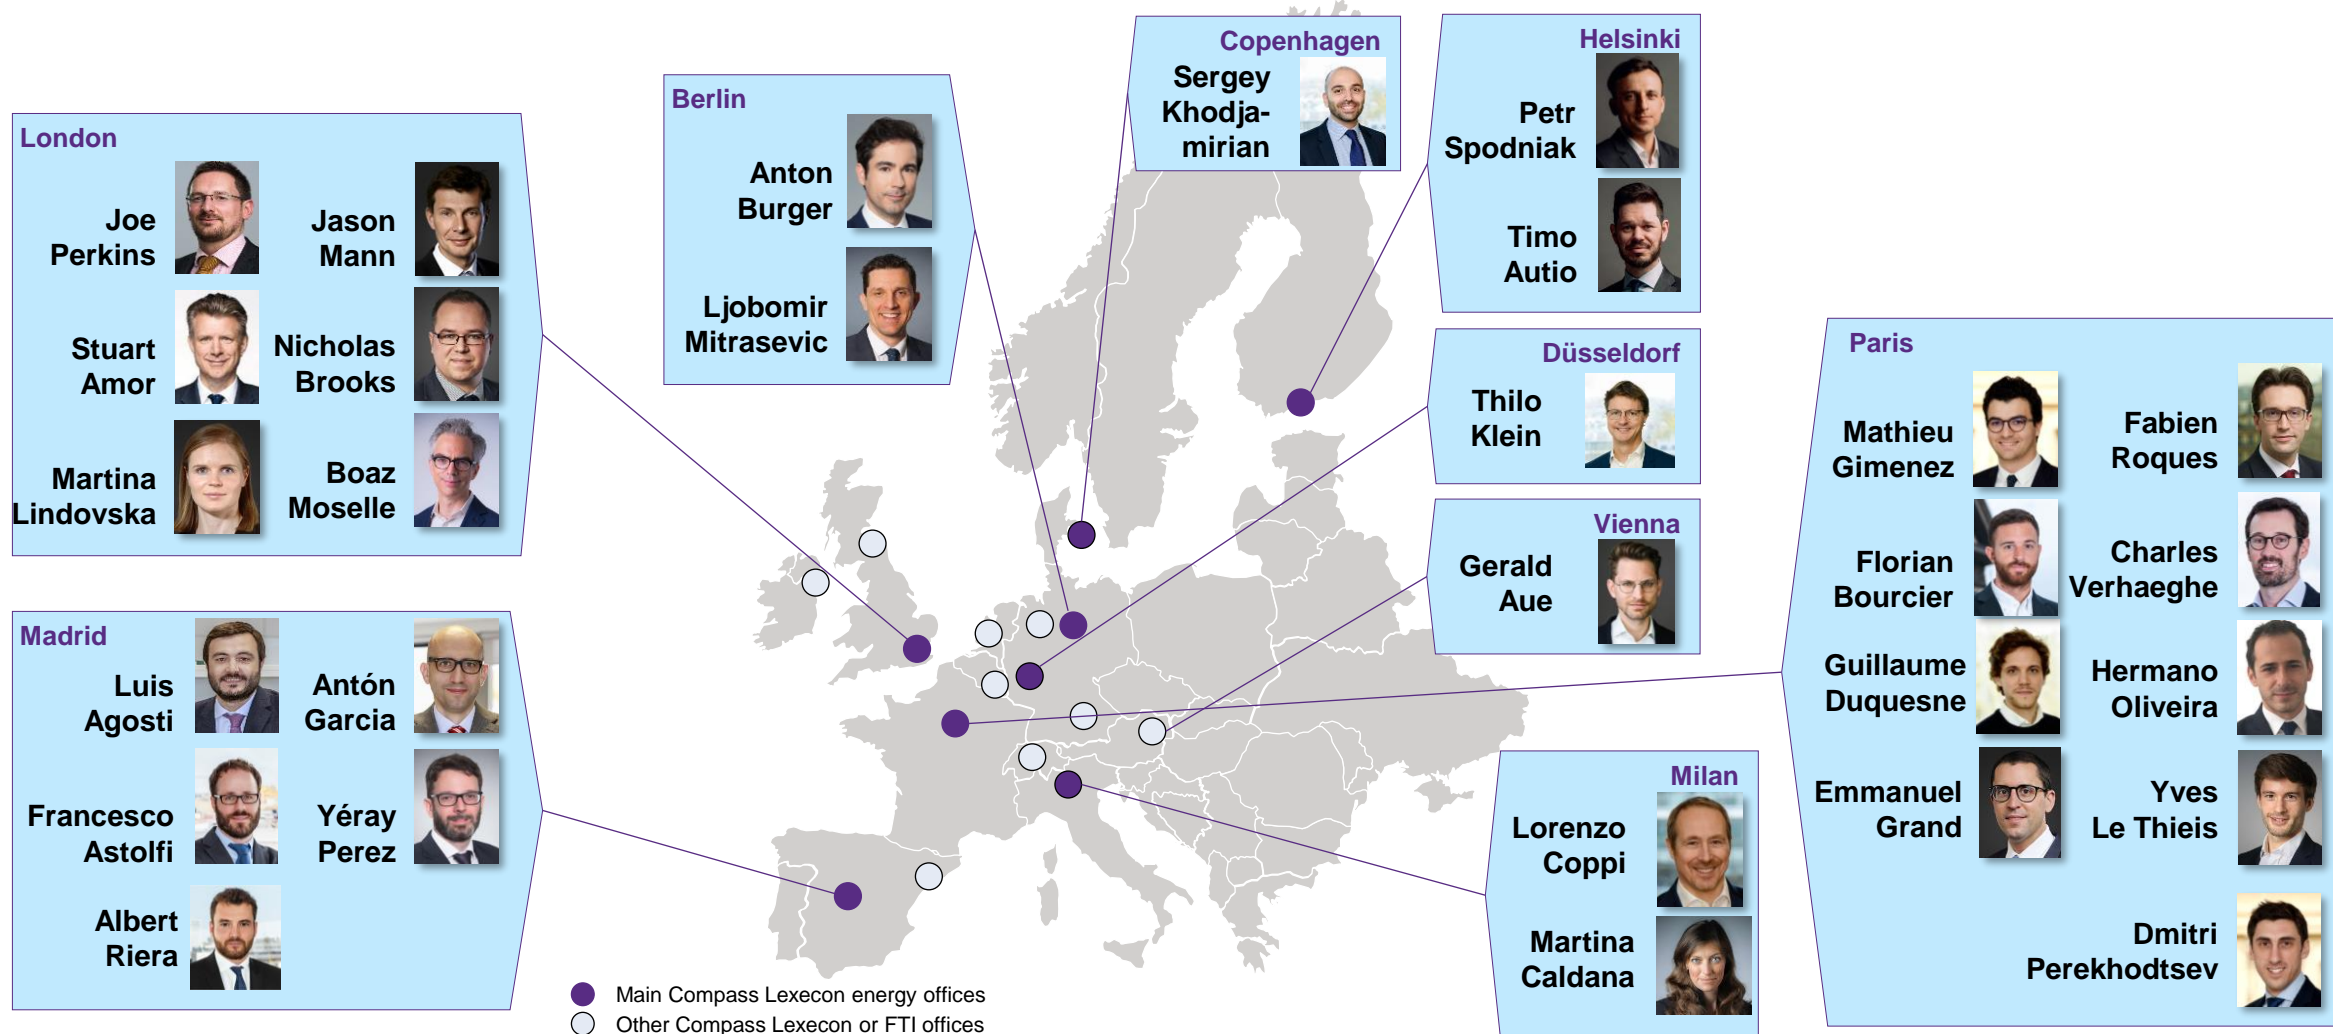 London
Joe
Perkins
Jason
Mann
Stuart
Amor
Nicholas
Brooks
Martina
Lindovska
Boaz
Moselle
Madrid
Luis
Agosti
Antón
Garcia
Francesco
Astolfi
Yéray
Perez
Albert
Riera
Berlin
Anton
Burger
Ljobomir
Mitrasevic
Copenhagen
Sergey
Khodja-
mirian
Helsinki
Petr
Spodniak
Timo
Autio
Düsseldorf
Thilo
Klein
Vienna
Gerald
Aue
Milan
Lorenzo
Coppi
Martina
Caldana
Paris
Mathieu
Gimenez
Fabien
Roques
Florian
Bourcier
Charles
Verhaeghe
Guillaume
Duquesne
Hermano
Oliveira
Emmanuel
Grand
Yves
Le Thieis
Dmitri
Perekhodtsev
Main Compass Lexecon energy offices
Other Compass Lexecon or FTI offices